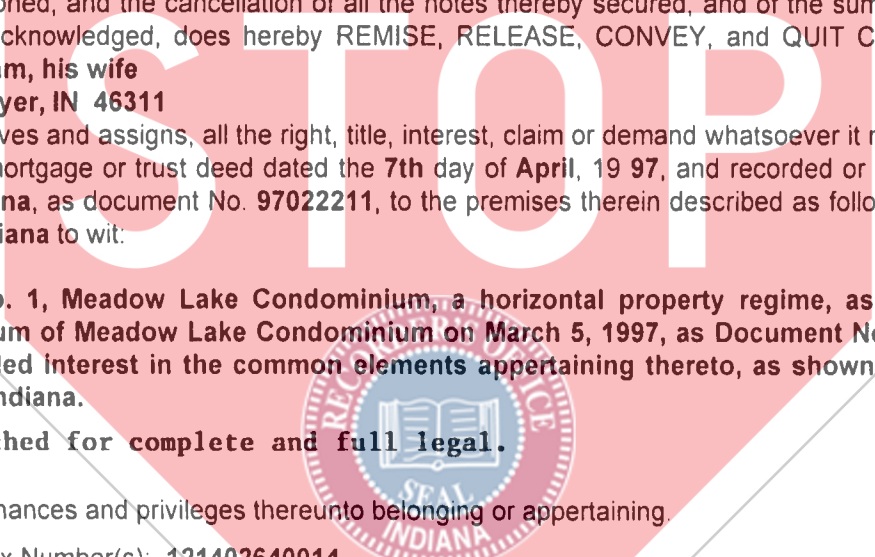 oned, and the cancellation of all the notes thereby secured, and of the sum
cknowledged, does hereby REMISE, RELEASE, CONVEY, and QUIT C
m, his wife
yer, IN 46311
ves and assigns, all the right, title, interest, claim or demand whatsoever it
ortgage or trust deed dated the 7th day of April, 19 97, and recorded or
na, as document No. 97022211, to the premises therein described as follo
iana to wit:
. 1, Meadow Lake Condominium, a horizontal property regime, as
um of Meadow Lake Condominium on March 5, 1997, as Document N
led interest in the common elements appertaining thereto, as shown
ndiana.
hed for complete and full legal.
nances and privileges thereunto belonging or appertaining.
x Number(s): 121402640014
STOP
RECORDER'S OFFICE
SEAL
INDIANA